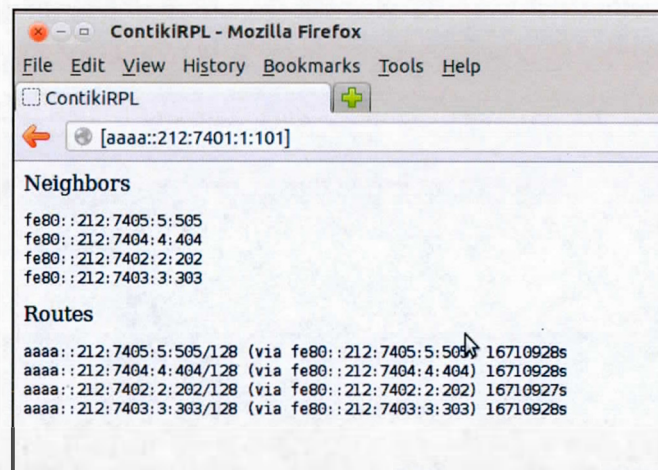 ContikiRPL - Mozilla Firefox
File Edit View History Bookmarks Tools Help
ContikiRPL
[aaaa::212:7401:1:101]
Neighbors
fe80::212:7405:5:505
fe80::212:7404:4:404
fe80::212:7402:2:202
fe80::212:7403:3:303
Routes
aaaa::212:7405:5:505/128 (via fe80::212:7405:5:505) 16710928s
aaaa::212:7404:4:404/128 (via fe80::212:7404:4:404) 16710928s
aaaa::212:7402:2:202/128 (via fe80::212:7402:2:202) 16710927s
aaaa::212:7403:3:303/128 (via fe80::212:7403:3:303) 16710928s